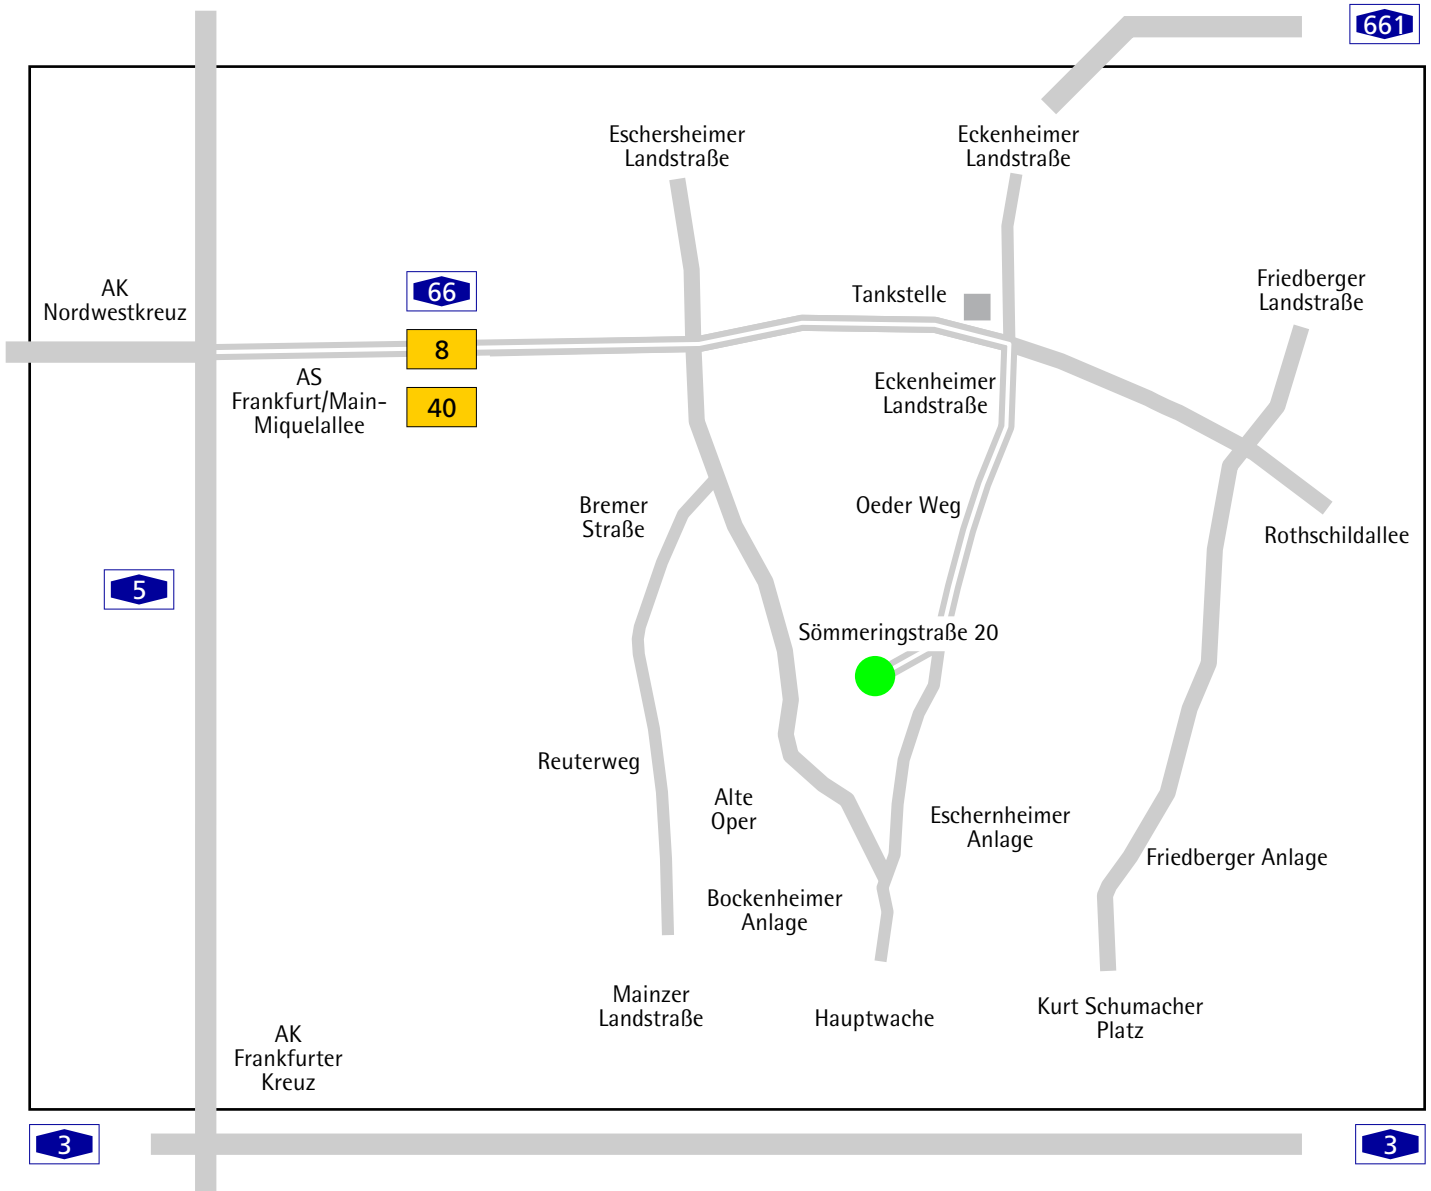 661
Eschersheimer
Landstraße
Eckenheimer
Landstraße
AK
Nordwestkreuz
66
Tankstelle
Friedberger
Landstraße
8
AS
Frankfurt/Main-
Miquelallee
40
Eckenheimer
Landstraße
Bremer
Straße
Oeder Weg
Rothschildallee
5
Sömmeringstraße 20
Reuterweg
Alte
Oper
Eschernheimer
Anlage
Friedberger Anlage
Bockenheimer
Anlage
Mainzer
Landstraße
Hauptwache
Kurt Schumacher
Platz
AK
Frankfurter
Kreuz
3
3